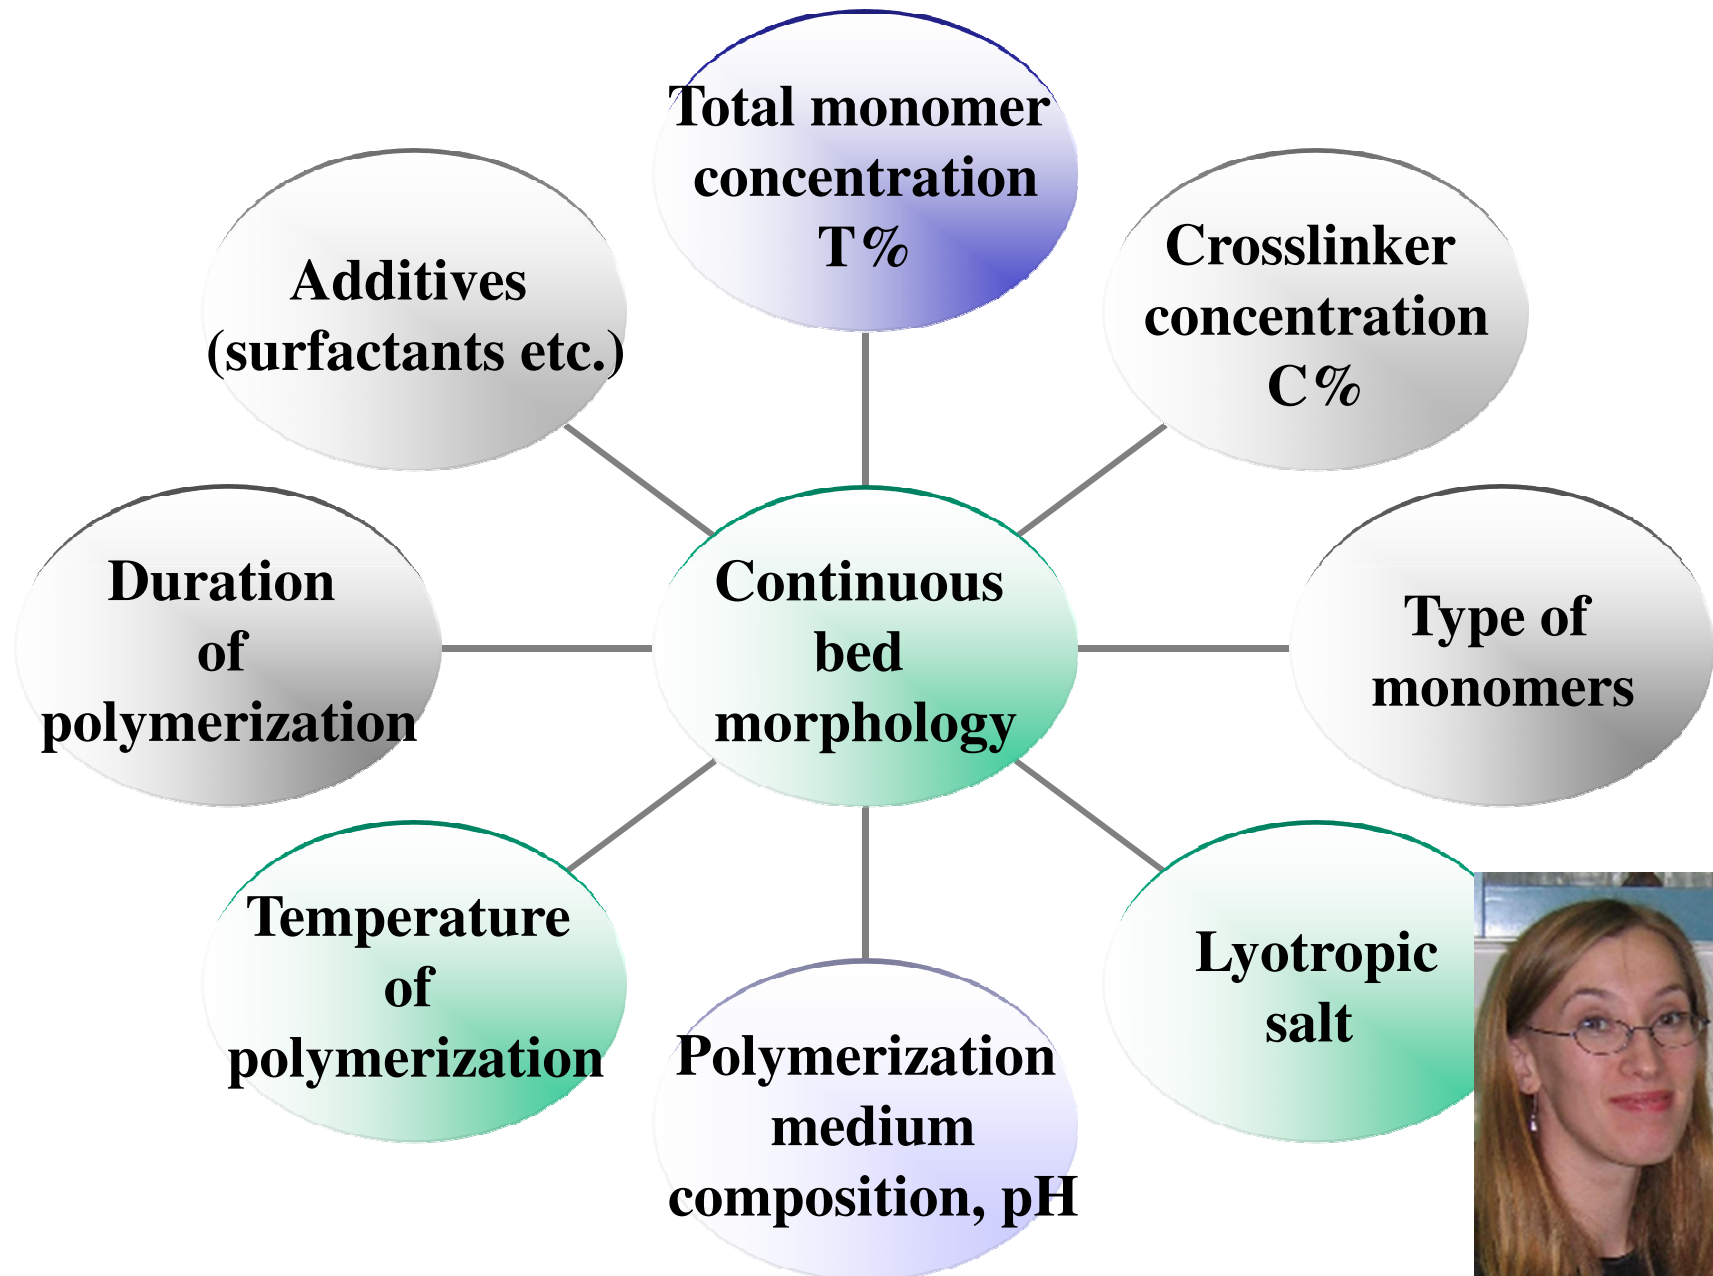 Total monomer
concentration
T%
Additives
(surfactants etc.)
Crosslinker
concentration
C%
Duration
of
polymerization
Continuous
bed
morphology
Type of
monomers
Temperature
of
polymerization
Polymerization
medium
composition, pH
Lyotropic
salt